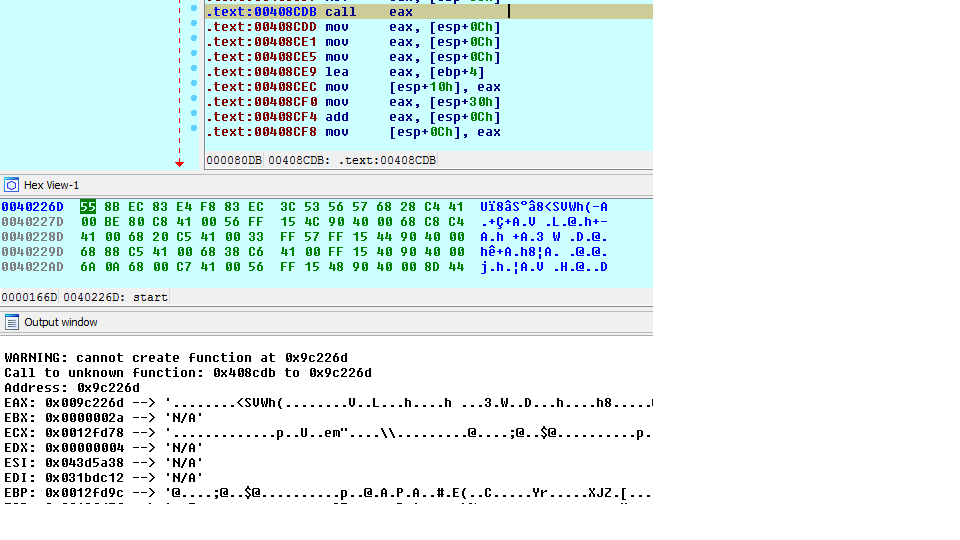 .text:00408CDB call eax
.text:00408CDD mov eax, [esp+0Ch]
.text:00408CE1 mov eax, [esp+0Ch]
.text:00408CE5 mov eax, [esp+0Ch]
.text:00408CE9 lea eax, [ebp+4]
.text:00408CEC mov [esp+10h], eax
.text:00408CF0 mov eax, [esp+30h]
.text:00408CF4 add eax, [esp+0Ch]
.text:00408CF8 mov [esp+0Ch], eax
000080DB 00408CDB: .text:00408CDB
Hex View-1
0040226D 55 8B EC 83 E4 F8 83 EC 3C 53 56 57 68 28 C4 41 Uï8âS°â8<SVWh(-A
0040227D 00 BE 80 C8 41 00 56 FF 15 4C 90 40 00 68 C8 C4 .+Ç+A.V .L.@.h+-
0040228D 41 00 68 20 C5 41 00 33 FF 57 FF 15 44 90 40 00 A.h +A.3 W .D.@.
0040229D 68 88 C5 41 00 68 38 C6 41 00 FF 15 40 90 40 00 hê+A.h8¦A. .@.@.
004022AD 6A 0A 68 00 C7 41 00 56 FF 15 48 90 40 00 8D 44 j.h.¦A.V .H.@..D
0000166D 0040226D: start
Output window
WARNING: cannot create function at 0x9c226d
Call to unknown function: 0x408cdb to 0x9c226d
Address: 0x9c226d
EAX: 0x009c226d --> '........<SVWh(........V..L...h....h ...3.W..D...h....h8.....
EBX: 0x0000002a --> 'N/A'
ECX: 0x0012fd78 --> '.............p..U..em"....\\.........@....;@..$@..........p.
EDX: 0x00000004 --> 'N/A'
ESI: 0x043d5a38 --> 'N/A'
EDI: 0x031bdc12 --> 'N/A'
EBP: 0x0012fd9c --> '@....;@..$@..........p..@.A.P.A..#.E(..C.....Yr.....XJZ.[....